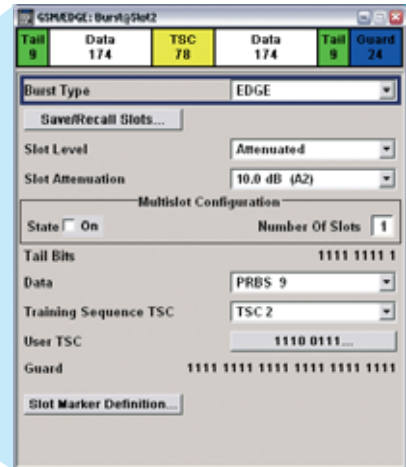 GSM/EDGE: Burst@Slot2
Tail Data TSC Data Tail Guard
9 174 78 174 9 24
Burst Type EDGE
Save/Recall Slots...
Slot Level Attenuated
Slot Attenuation 10.0 dB (A2)
Multislot Configuration
State On Number Of Slots 1
Tail Bits 1111 1111 1
Data PRBS 9
Training Sequence TSC TSC 2
User TSC 1110 0111...
Guard 1111 1111 1111 1111 1111 1111
Slot Marker Definition...